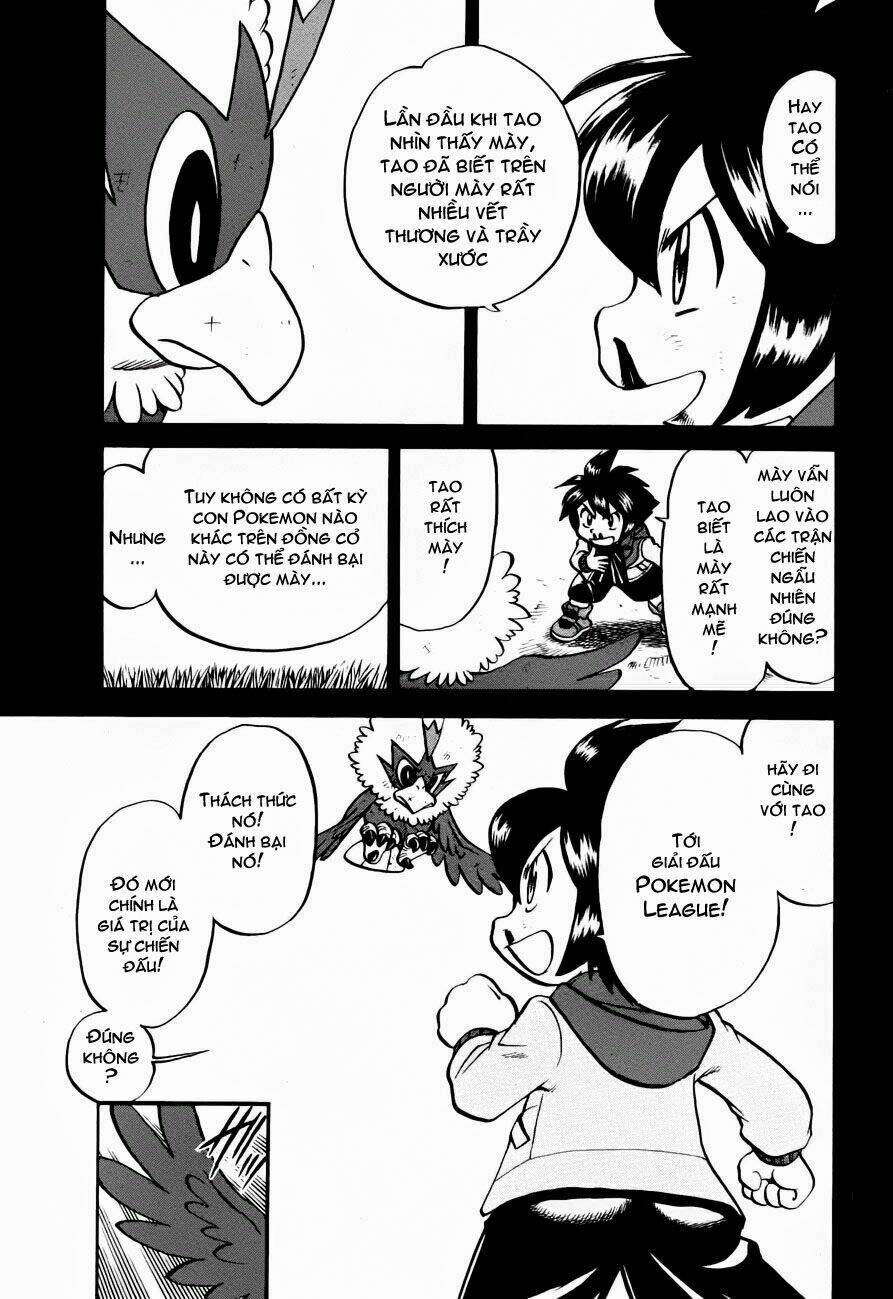 Hay
tao
có
thể
nói
...
Lần đầu khi tao
nhìn thấy mày,
tao đã biết trên
người mày rất
nhiều vết
thương và trầy
xước
Mày vẫn
luôn
lao vào
các trận
chiến
ngẫu
nhiên
đúng
không?
Tao
biết
là
mày
rất
mạnh
mẽ
!
Tao
rất
thích
mày
!
Tuy không có bất kỳ
con Pokemon nào
khác trên đồng cỏ
này có thể đánh bại
được mày...
Nhưng
...
Hãy đi
cùng
với tao
!
Tới
giải đấu
Pokemon
League!
Thách thức
nó!
Đánh bại
nó!
Đó mới
chính là
giá trị của
sự chiến
đấu!
Đúng
không
?